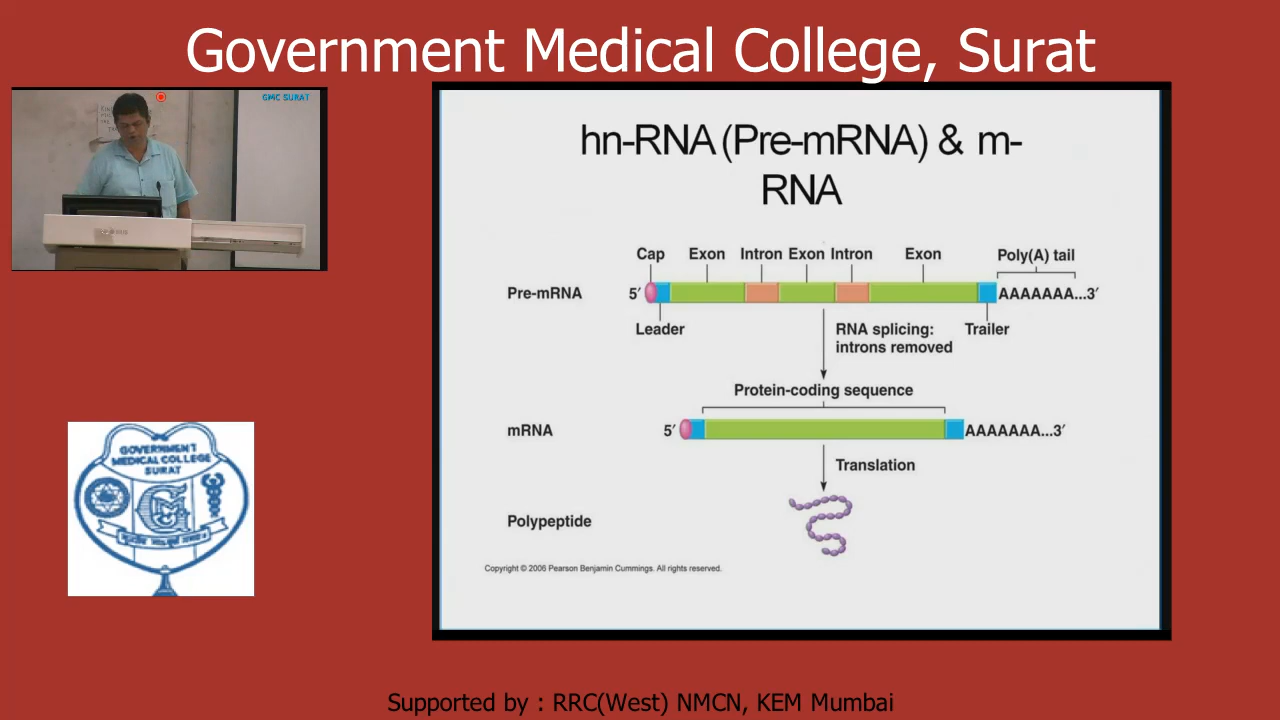 Government Medical College, Surat
GMC SURAT
hn-RNA (Pre-mRNA) & m-
RNA
Cap Exon Intron Exon Intron Exon Poly(A) tail
Pre-mRNA 5′ AAAAAAA...3′
Leader RNA splicing: Trailer
introns removed
Protein-coding sequence
mRNA 5′ AAAAAAA...3′
Translation
Polypeptide
Copyright © 2006 Pearson Benjamin Cummings. All rights reserved.
GOVERNMENT
MEDICAL COLLEGE
SURAT
Supported by : RRC(West) NMCN, KEM Mumbai